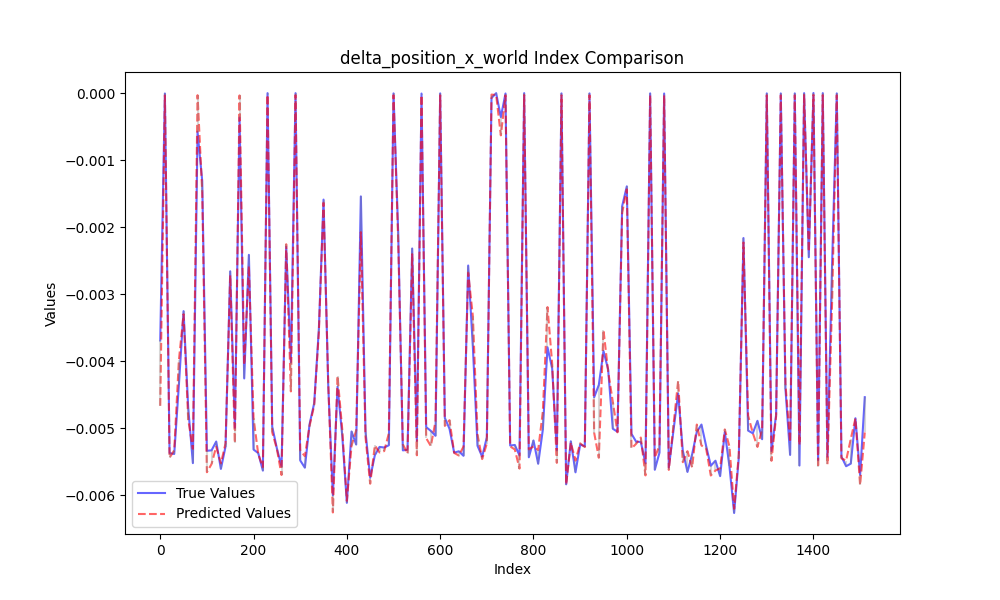 delta_position_x_world Index Comparison
Values
0.000
−0.001
−0.002
−0.003
−0.004
−0.005
−0.006
True Values
Predicted Values
0 200 400 600 800 1000 1200 1400
Index